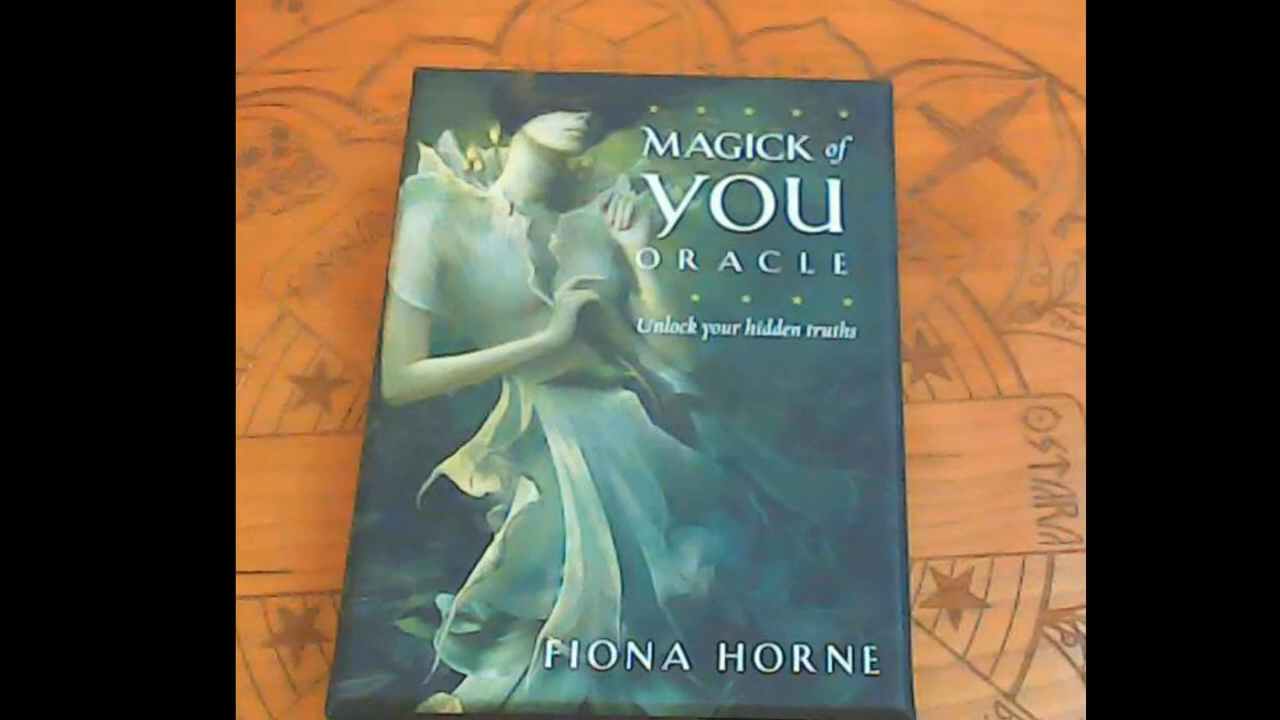 MAGICK of
YOU
ORACLE
Unlock your hidden truths
FIONA HORNE
OSTARA